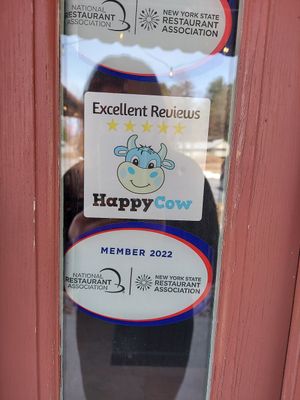 NATIONAL
RESTAURANT
ASSOCIATION
NEW YORK STATE
RESTAURANT
ASSOCIATION
Excellent Reviews
HappyCow
MEMBER 2022
NATIONAL
RESTAURANT
ASSOCIATION
NEW YORK STATE
RESTAURANT
ASSOCIATION